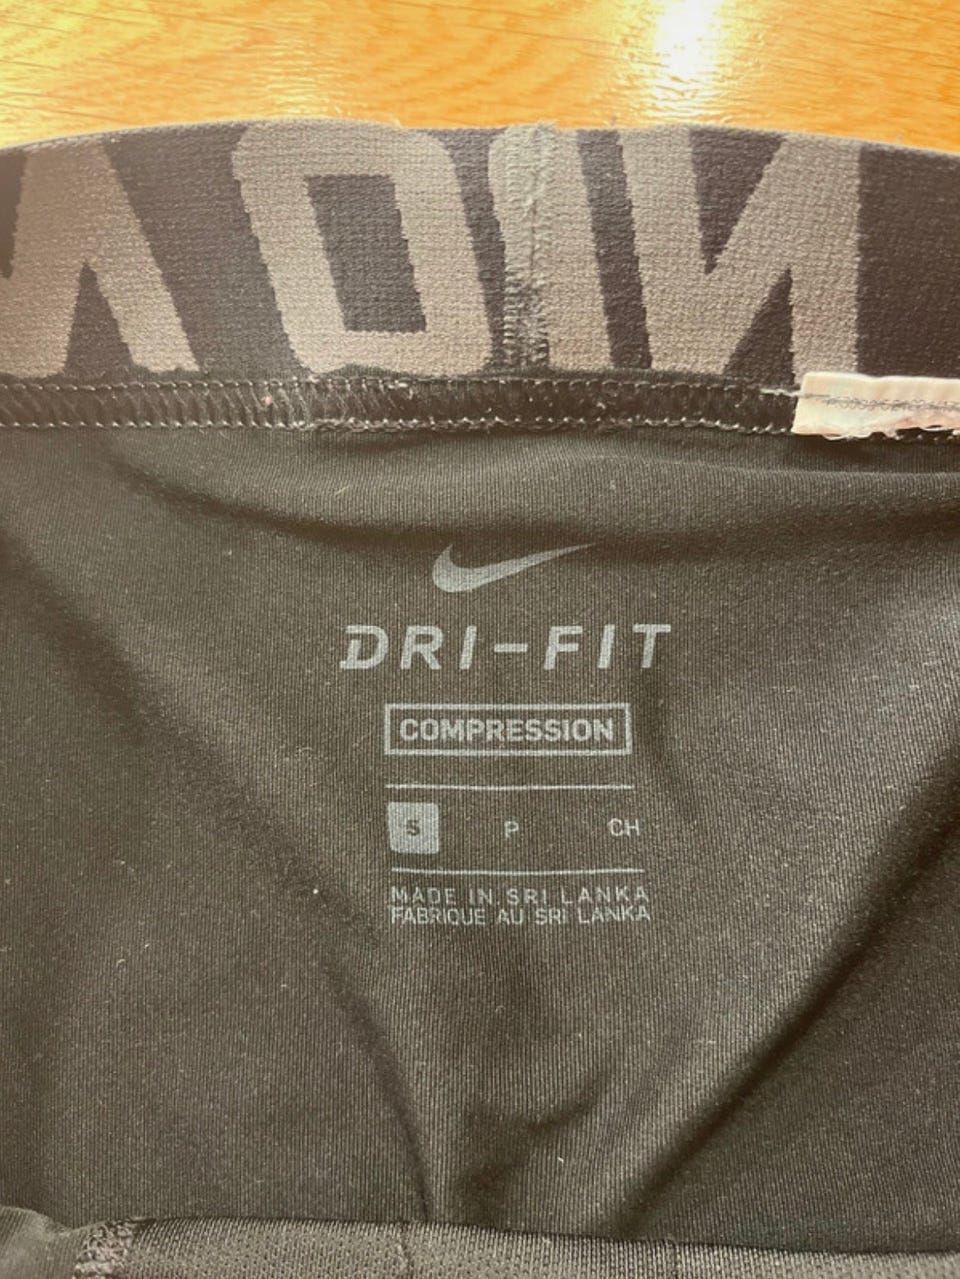 DRI-FIT
COMPRESSION
S P CH
MADE IN SRI LANKA
FABRIQUE AU SRI LANKA